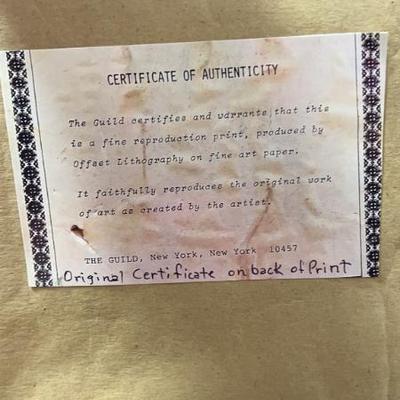 CERTIFICATE OF AUTHENTICITY
The Guild certifies and warrants that this
is a fine reproduction print, produced by
Offset Lithography on fine art paper.
It faithfully reproduces the original work
of art as created by the artist.
THE GUILD, New York, New York 10457
Original Certificate on back of Print